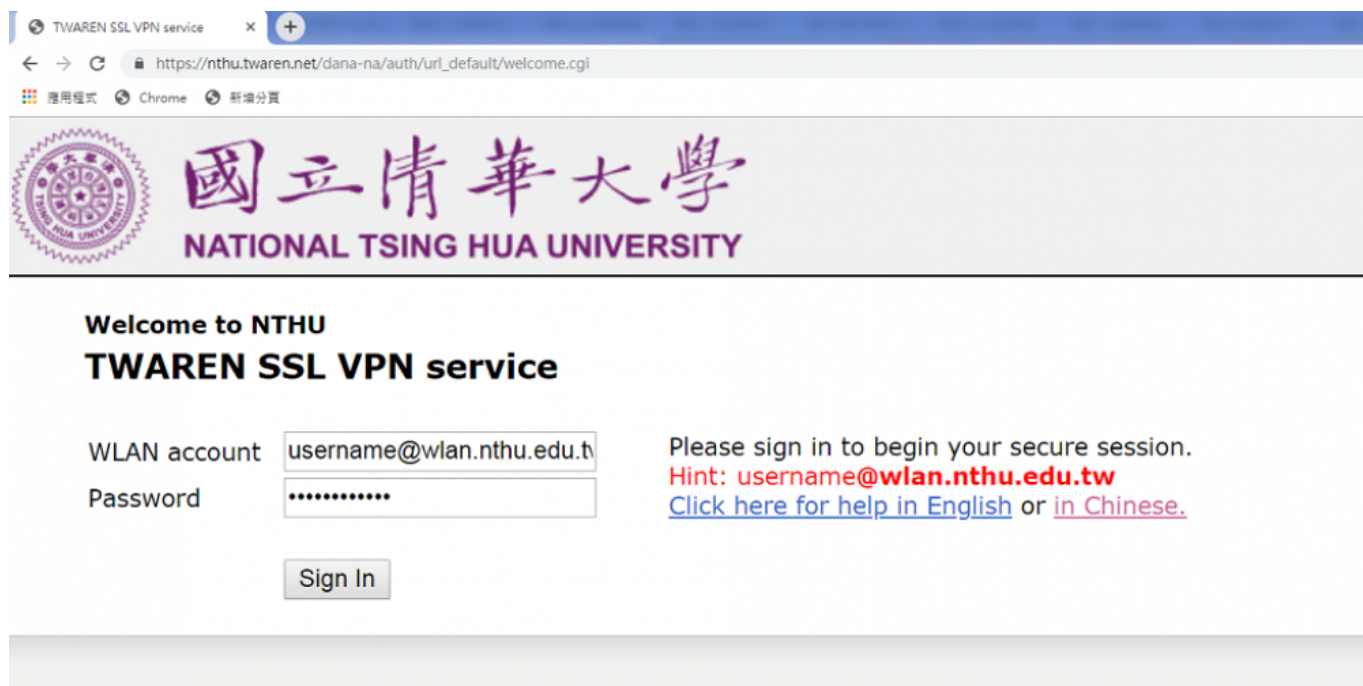 TWAREN SSL VPN service
https://nthu.twaren.net/dana-na/auth/url_default/welcome.cgi
應用程式 Chrome 新增分頁
國立清華大學
NATIONAL TSING HUA UNIVERSITY
Welcome to NTHU
TWAREN SSL VPN service
WLAN account username@wlan.nthu.edu.tw Please sign in to begin your secure session.
Hint: username@wlan.nthu.edu.tw
Password •••••••••••• Click here for help in English or in Chinese.
Sign In